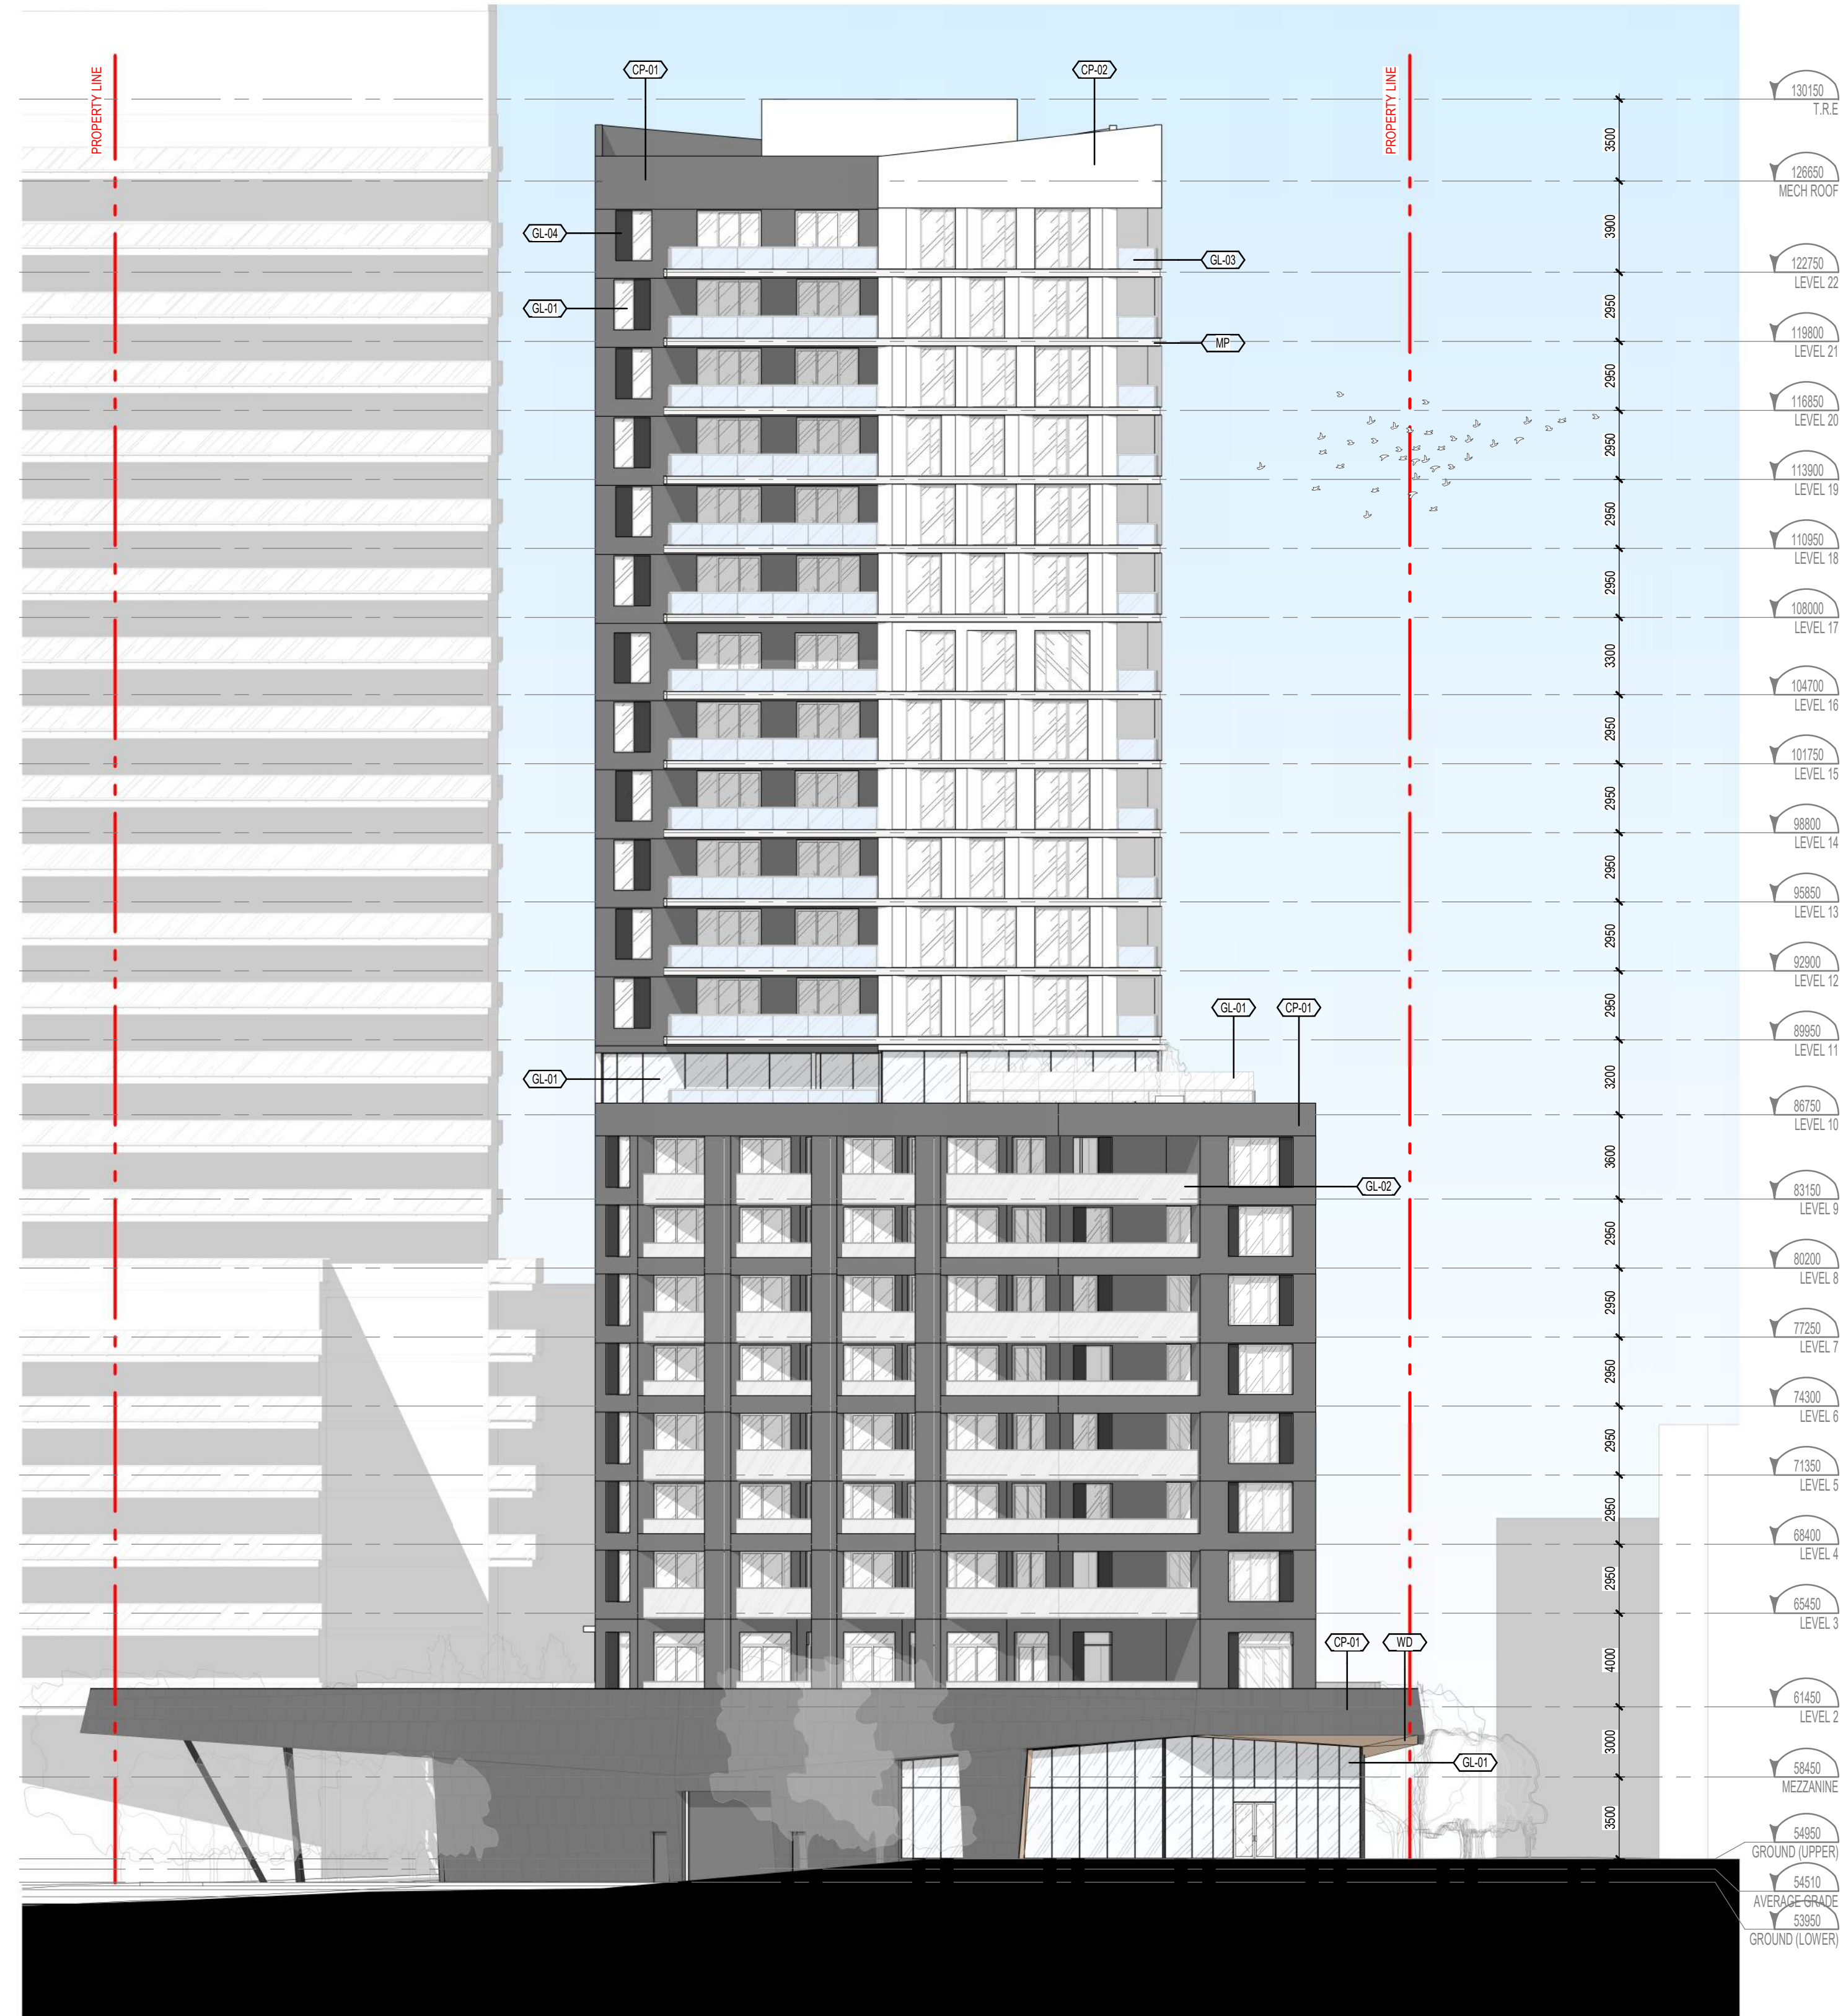 PROPERTY LINE
CP-01
CP-02
PROPERTY LINE
130150
T.R.E
3500
126650
MECH ROOF
GL-04
3900
GL-03
122750
LEVEL 22
GL-01
2950
MP
119800
LEVEL 21
2950
116850
LEVEL 20
2950
113900
LEVEL 19
2950
110950
LEVEL 18
2950
108000
LEVEL 17
3300
104700
LEVEL 16
2950
101750
LEVEL 15
2950
98800
LEVEL 14
2950
95850
LEVEL 13
2950
92900
LEVEL 12
2950
GL-01
CP-01
89950
LEVEL 11
GL-01
3200
86750
LEVEL 10
3600
GL-02
83150
LEVEL 9
2950
80200
LEVEL 8
2950
77250
LEVEL 7
2950
74300
LEVEL 6
2950
71350
LEVEL 5
2950
68400
LEVEL 4
2950
65450
LEVEL 3
CP-01
WD
4000
61450
LEVEL 2
3000
GL-01
58450
MEZZANINE
3500
54950
GROUND (UPPER)
54510
AVERAGE GRADE
53950
GROUND (LOWER)